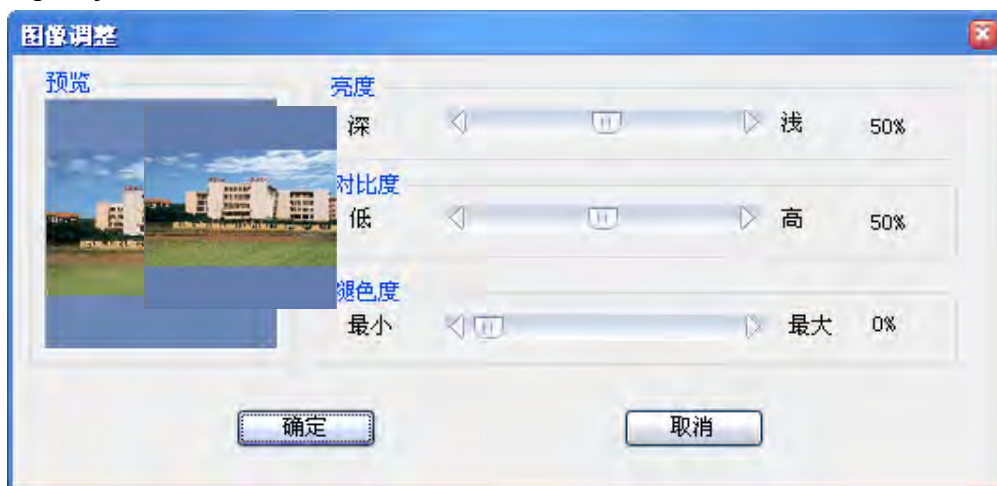 图像调整
预览
亮度
深 浅 50%
对比度
低 高 50%
褪色度
最小 最大 0%
确定 取消